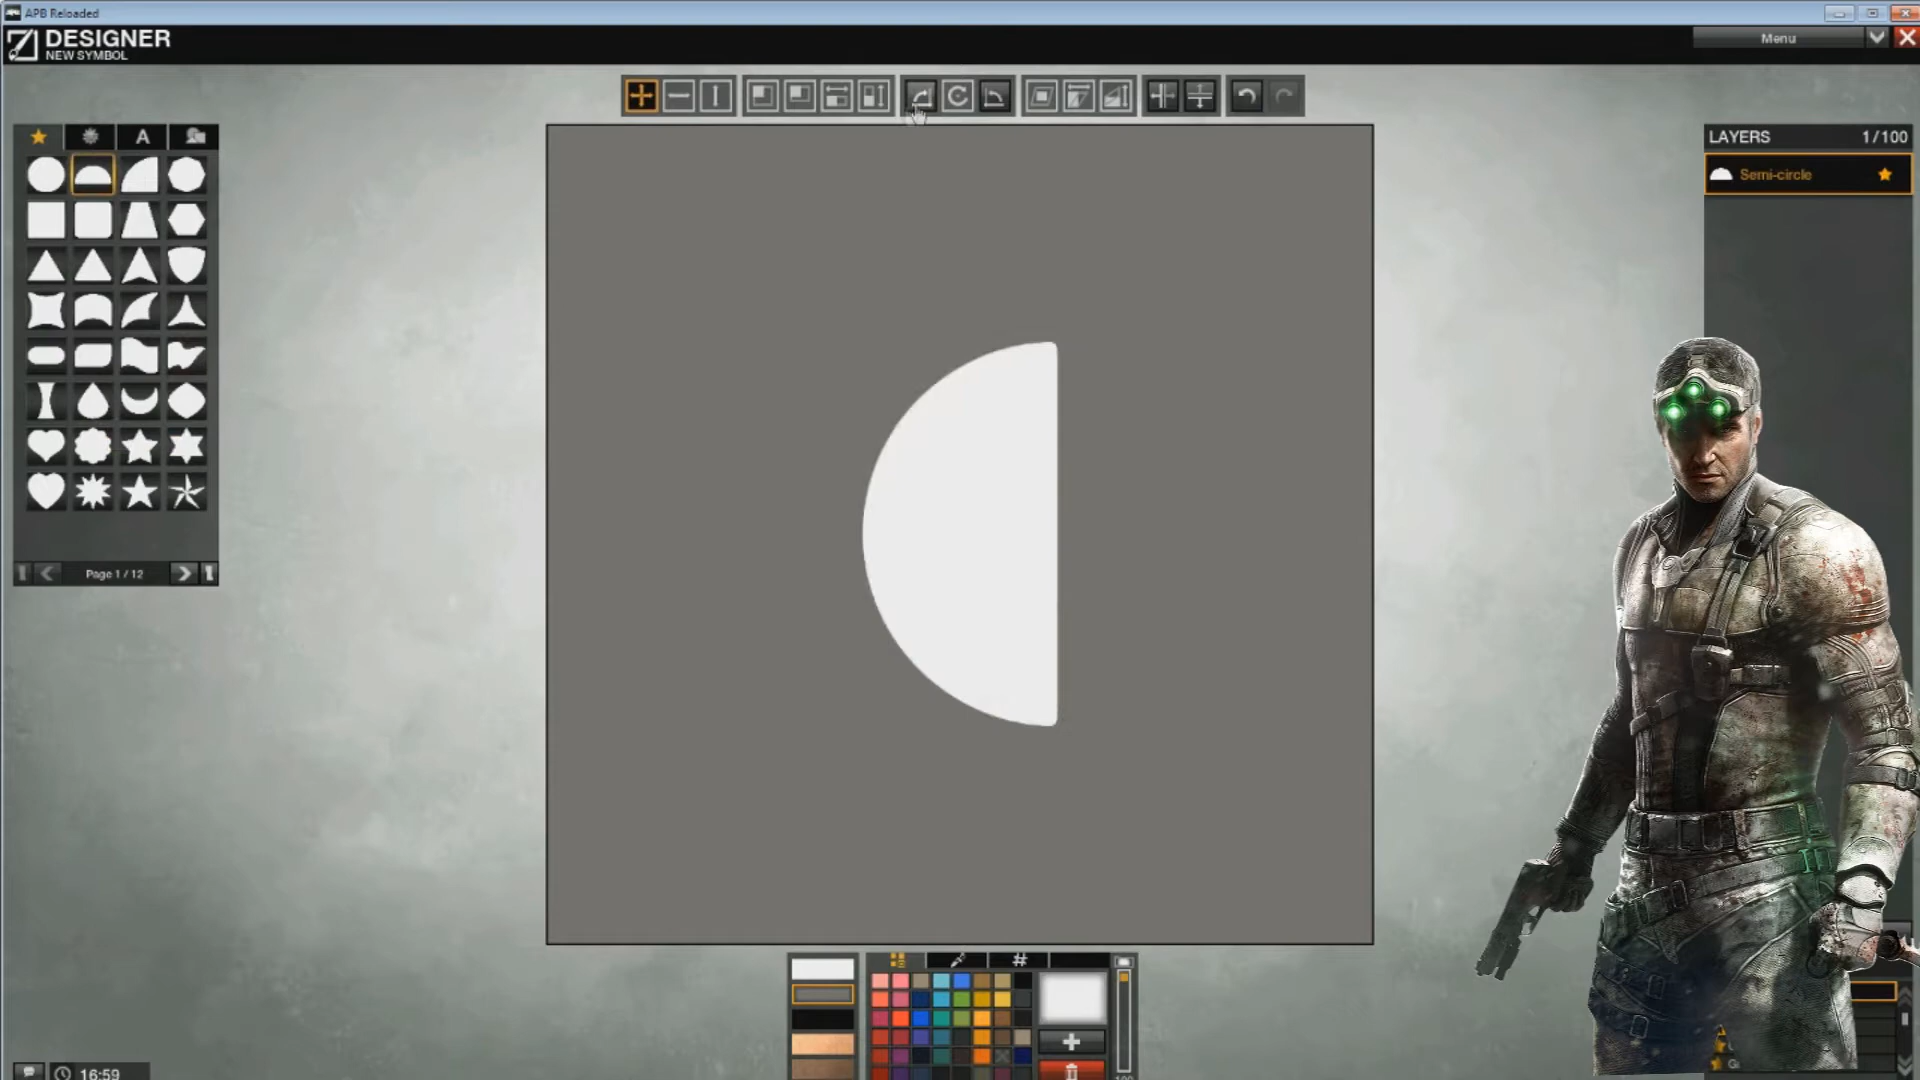 APB Reloaded
DESIGNER
NEW SYMBOL
Menu
A
LAYERS 1/100
Semi-circle
Page 1 / 12
#
16:59